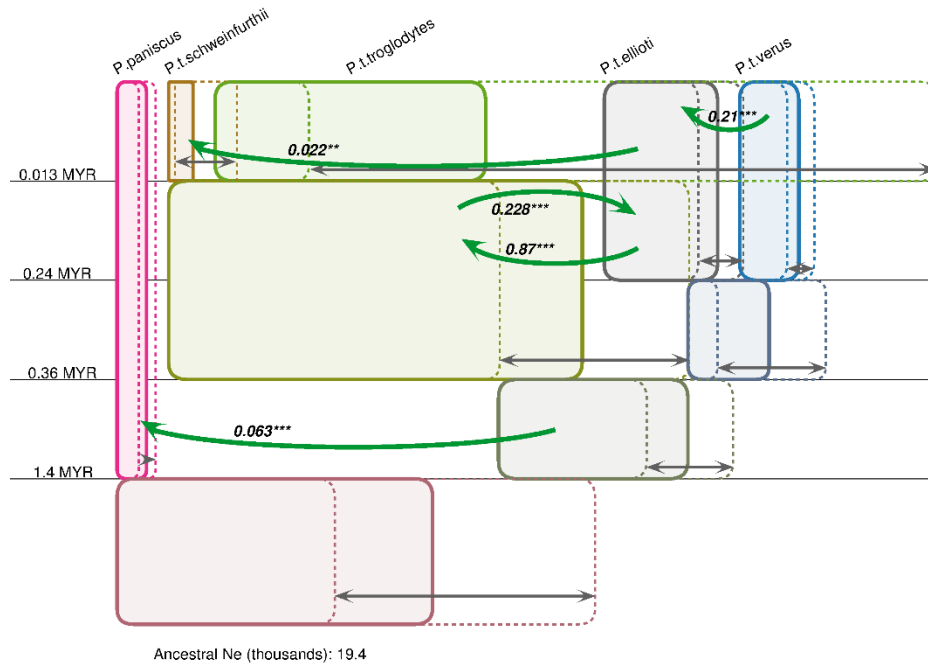 P.paniscus
P.t.schweinfurthii
P.t.troglodytes
P.t.ellioti
P.t.verus
0.21***
0.022**
0.013 MYR
0.228***
0.87***
0.24 MYR
0.36 MYR
0.063***
1.4 MYR
Ancestral Ne (thousands): 19.4